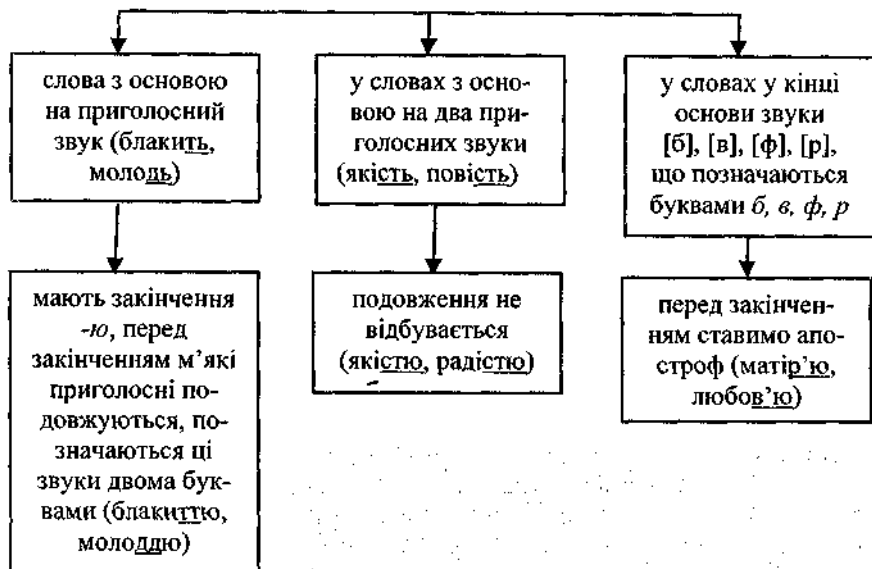 слова з основою
на приголосний
звук (блакить,
молодь)
у словах з осно-
вою на два при-
голосних звуки
(якість, повість)
у словах у кінці
основи звуки
[б], [в], [ф], [р],
що позначаються
буквами б, в, ф, р
мають закінчення
-ю, перед
закінченням м’які
приголосні по-
довжуються, по-
значаються ці
звуки двома бук-
вами (блакиттю,
молоддю)
подовження не
відбувається
(якістю, радістю)
перед закінчен-
ням ставимо апо-
строф (матір’ю,
любов’ю)